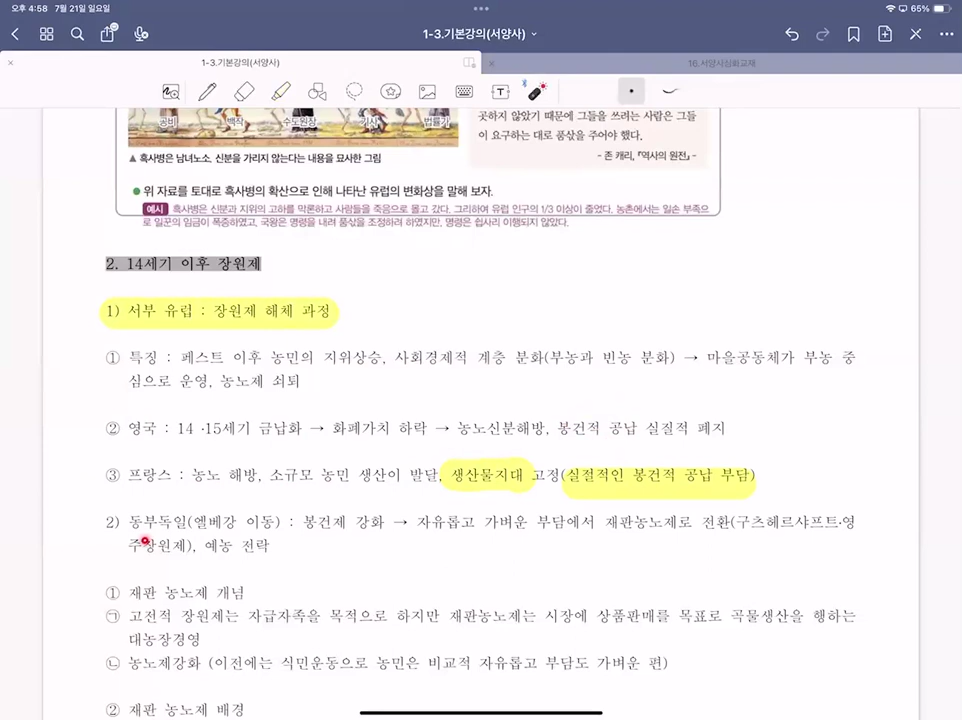 오후 4:58 7월 21일 일요일
65%
1-3.기본강의(서양사)
1-3.기본강의(서양사)
16.서양사심화교재
공비 백작 수도원장 기사 법률가
곳하지 않았기 때문에 그들을 쓰려는 사람은 그들
이 요구하는 대로 품삯을 주어야 했다.
- 존 캐리, 『역사의 원전』 -
▲ 흑사병은 남녀노소, 신분을 가리지 않는다는 내용을 묘사한 그림
● 위 자료를 토대로 흑사병의 확산으로 인해 나타난 유럽의 변화상을 말해 보자.
예시 흑사병은 신분과 지위의 고하를 막론하고 사람들을 죽음으로 몰고 갔다. 그리하여 유럽 인구의 1/3 이상이 줄었다. 농촌에서는 일손 부족으
로 일꾼의 임금이 폭증하였고, 국왕은 명령을 내려 품삯을 조정하려 하였지만, 명령은 쉽사리 이행되지 않았다.
2. 14세기 이후 장원제
1) 서부 유럽 : 장원제 해체 과정
① 특징 : 페스트 이후 농민의 지위상승, 사회경제적 계층 분화(부농과 빈농 분화) → 마을공동체가 부농 중
심으로 운영, 농노제 쇠퇴
② 영국 : 14 ·15세기 금납화 → 화폐가치 하락 → 농노신분해방, 봉건적 공납 실질적 폐지
③ 프랑스 : 농노 해방, 소규모 농민 생산이 발달, 생산물지대 고정(실절적인 봉건적 공납 부담)
2) 동부독일(엘베강 이동) : 봉건제 강화 → 자유롭고 가벼운 부담에서 재판농노제로 전환(구츠헤르샤프트·영
주장원제), 예농 전락
① 재판 농노제 개념
㉠ 고전적 장원제는 자급자족을 목적으로 하지만 재판농노제는 시장에 상품판매를 목표로 곡물생산을 행하는
대농장경영
㉡ 농노제강화 (이전에는 식민운동으로 농민은 비교적 자유롭고 부담도 가벼운 편)
② 재판 농노제 배경